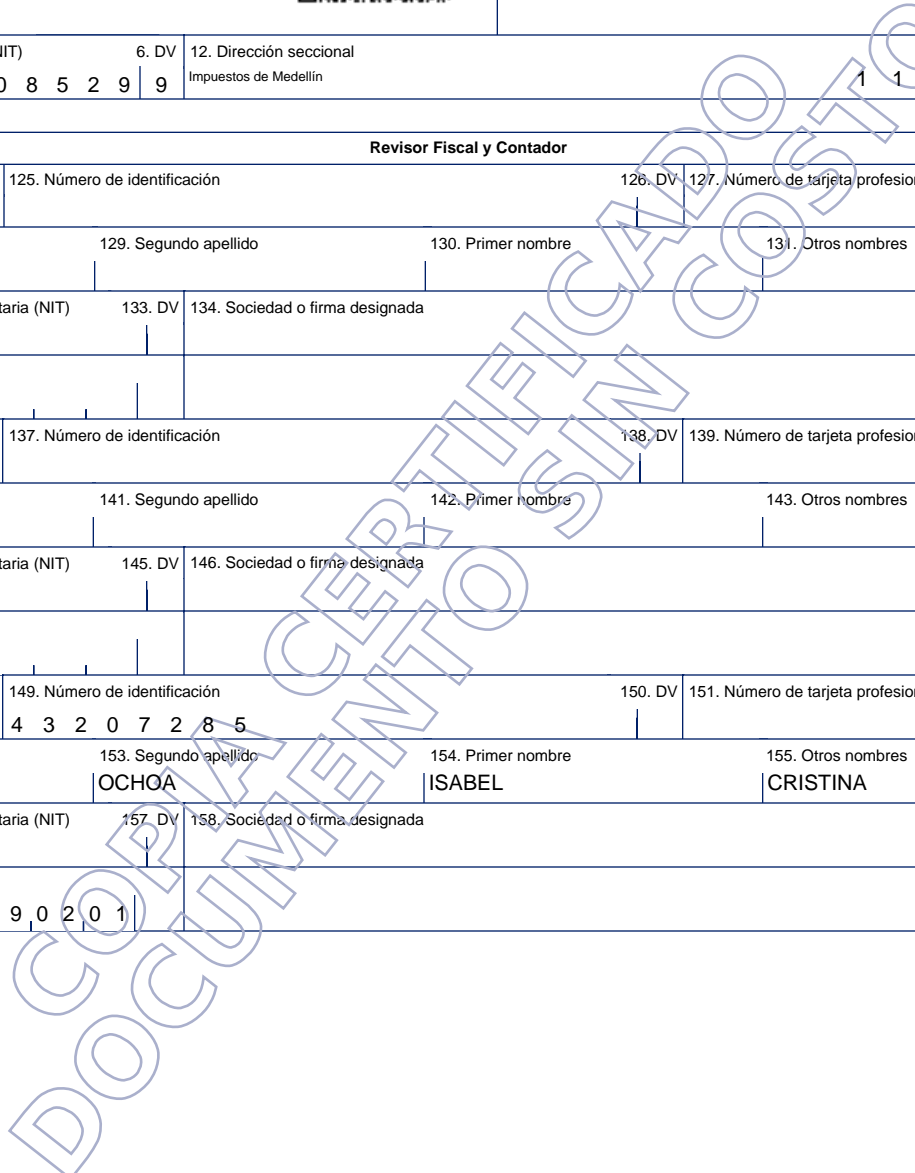 NIT) 6. DV 12. Dirección seccional
0 8 5 2 9 9 Impuestos de Medellín 1 1
Revisor Fiscal y Contador
125. Número de identificación 126. DV 127. Número de tarjeta profesion
129. Segundo apellido 130. Primer nombre 131. Otros nombres
taria (NIT) 133. DV 134. Sociedad o firma designada
137. Número de identificación 138. DV 139. Número de tarjeta profesion
141. Segundo apellido 142. Primer nombre 143. Otros nombres
taria (NIT) 145. DV 146. Sociedad o firma designada
149. Número de identificación 150. DV 151. Número de tarjeta profesion
4 3 2 0 7 2 8 5
153. Segundo apellido 154. Primer nombre 155. Otros nombres
OCHOA ISABEL CRISTINA
taria (NIT) 157. DV 158. Sociedad o firma designada
9 0 2 0 1
COPIA CERTIFICADO
DOCUMENTO SIN COSTO